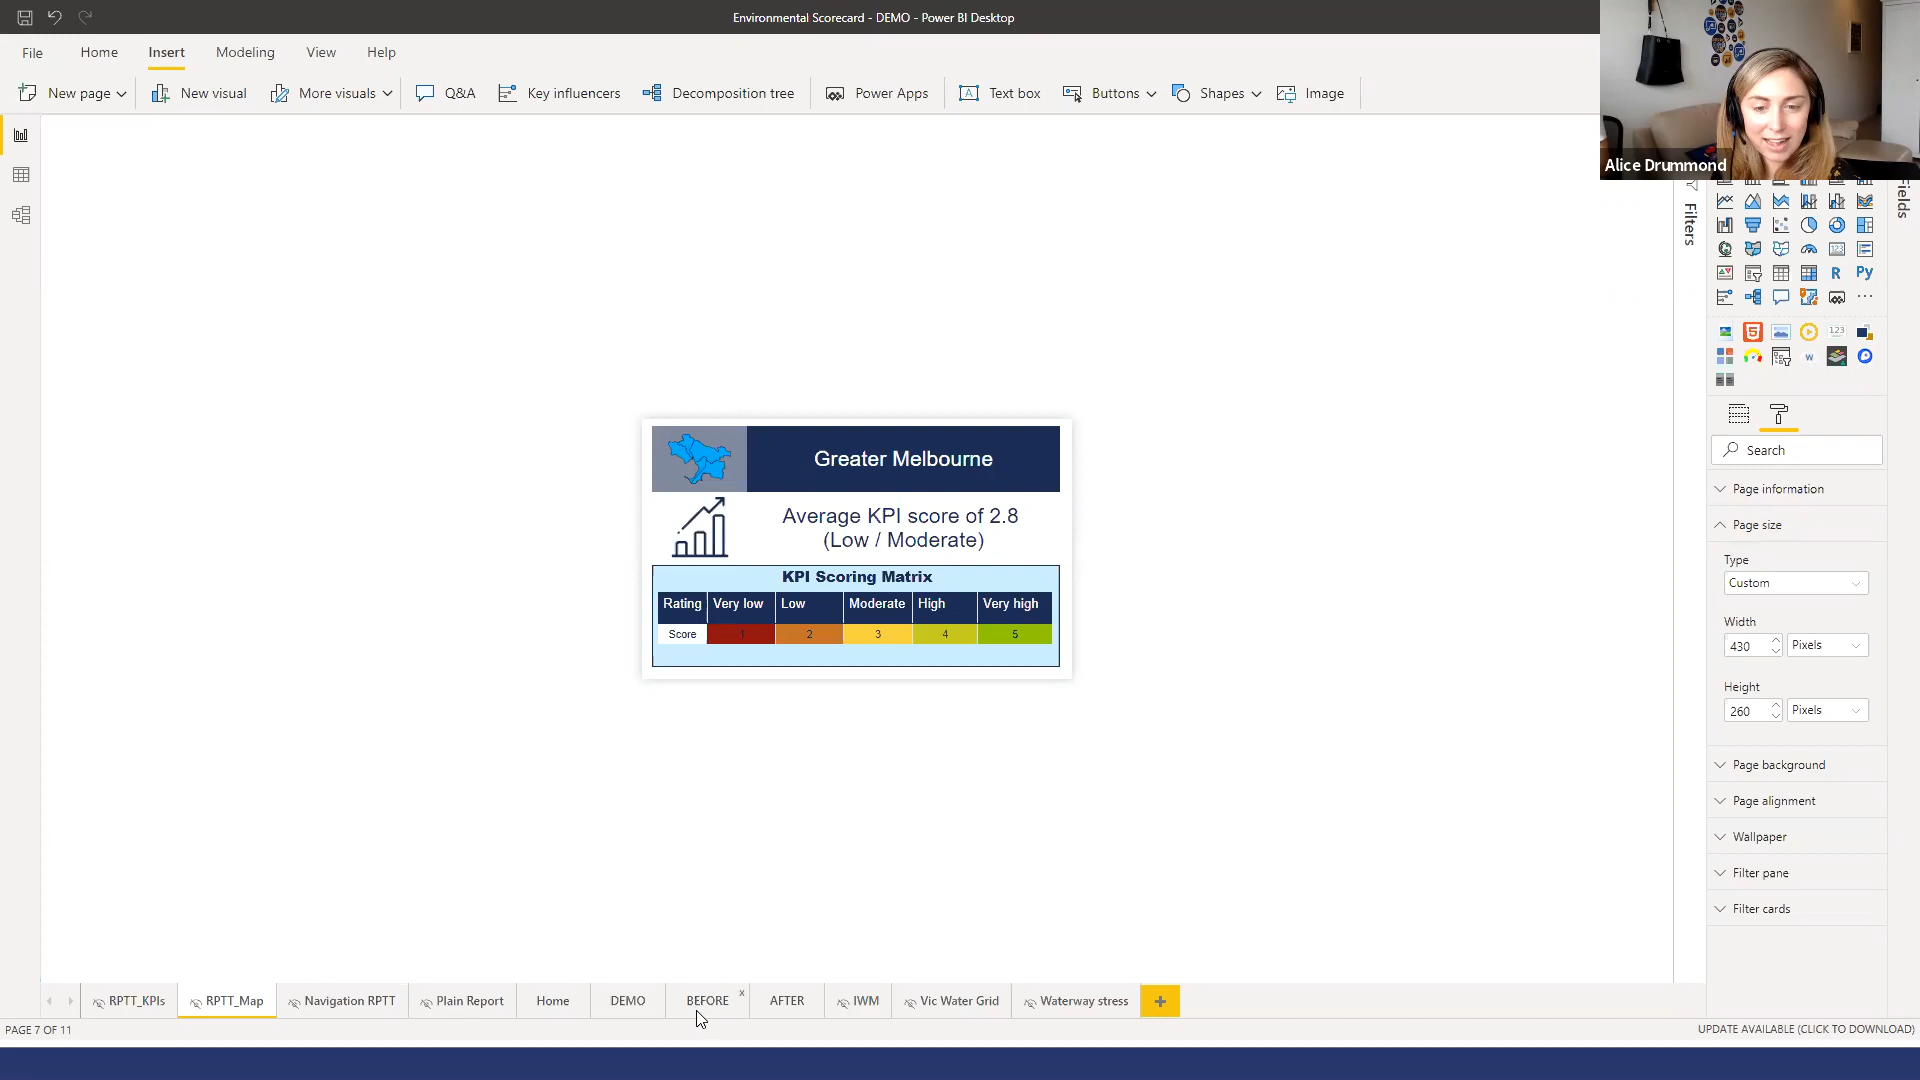 Environmental Scorecard - DEMO - Power BI Desktop
File Home Insert Modeling View Help
New page New visual More visuals Q&A Key influencers Decomposition tree Power Apps Text box Buttons Shapes Image
Alice Drummond
Filters
Fields
123
R Py
5 123
W
Search
Page information
Page size
Type
Custom
Width
430 Pixels
Height
260 Pixels
Page background
Page alignment
Wallpaper
Filter pane
Filter cards
Greater Melbourne
Average KPI score of 2.8
(Low / Moderate)
KPI Scoring Matrix
Rating Very low Low Moderate High Very high
Score 1 2 3 4 5
RPTT_KPIs RPTT_Map Navigation RPTT Plain Report Home DEMO BEFORE x AFTER IWM Vic Water Grid Waterway stress +
PAGE 7 OF 11
UPDATE AVAILABLE (CLICK TO DOWNLOAD)